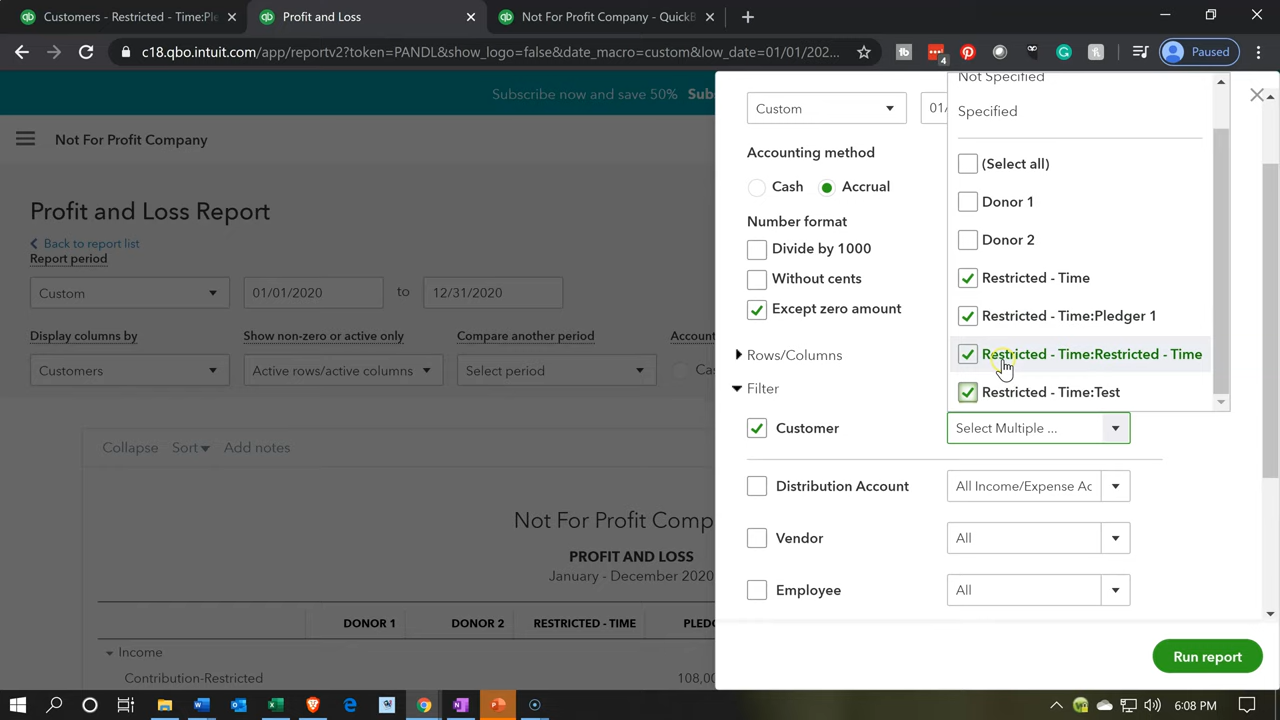 Customers - Restricted - Time:Ple
Profit and Loss
Not For Profit Company - QuickB
c18.qbo.intuit.com/app/reportv2?token=PANDL&show_logo=false&date_macro=custom&low_date=01/01/202...
4
Paused
Subscribe now and save 50% Sub
Not For Profit Company
Profit and Loss Report
Back to report list
Report period
Custom
01/01/2020
to
12/31/2020
Display columns by
Show non-zero or active only
Compare another period
Account
Customers
Active rows/active columns
Select period
Cas
Collapse
Sort
Add notes
Not For Profit Comp
PROFIT AND LOSS
January - December 2020
DONOR 1
DONOR 2
RESTRICTED - TIME
PLEDG
Income
Contribution-Restricted
108,00
Custom
01/
Accounting method
Cash
Accrual
Number format
Divide by 1000
Without cents
Except zero amount
Rows/Columns
Filter
Not Specified
Specified
(Select all)
Donor 1
Donor 2
Restricted - Time
Restricted - Time:Pledger 1
Restricted - Time:Restricted - Time
Restricted - Time:Test
Customer
Select Multiple ...
Distribution Account
All Income/Expense Ac
Vendor
All
Employee
All
Run report
6:08 PM